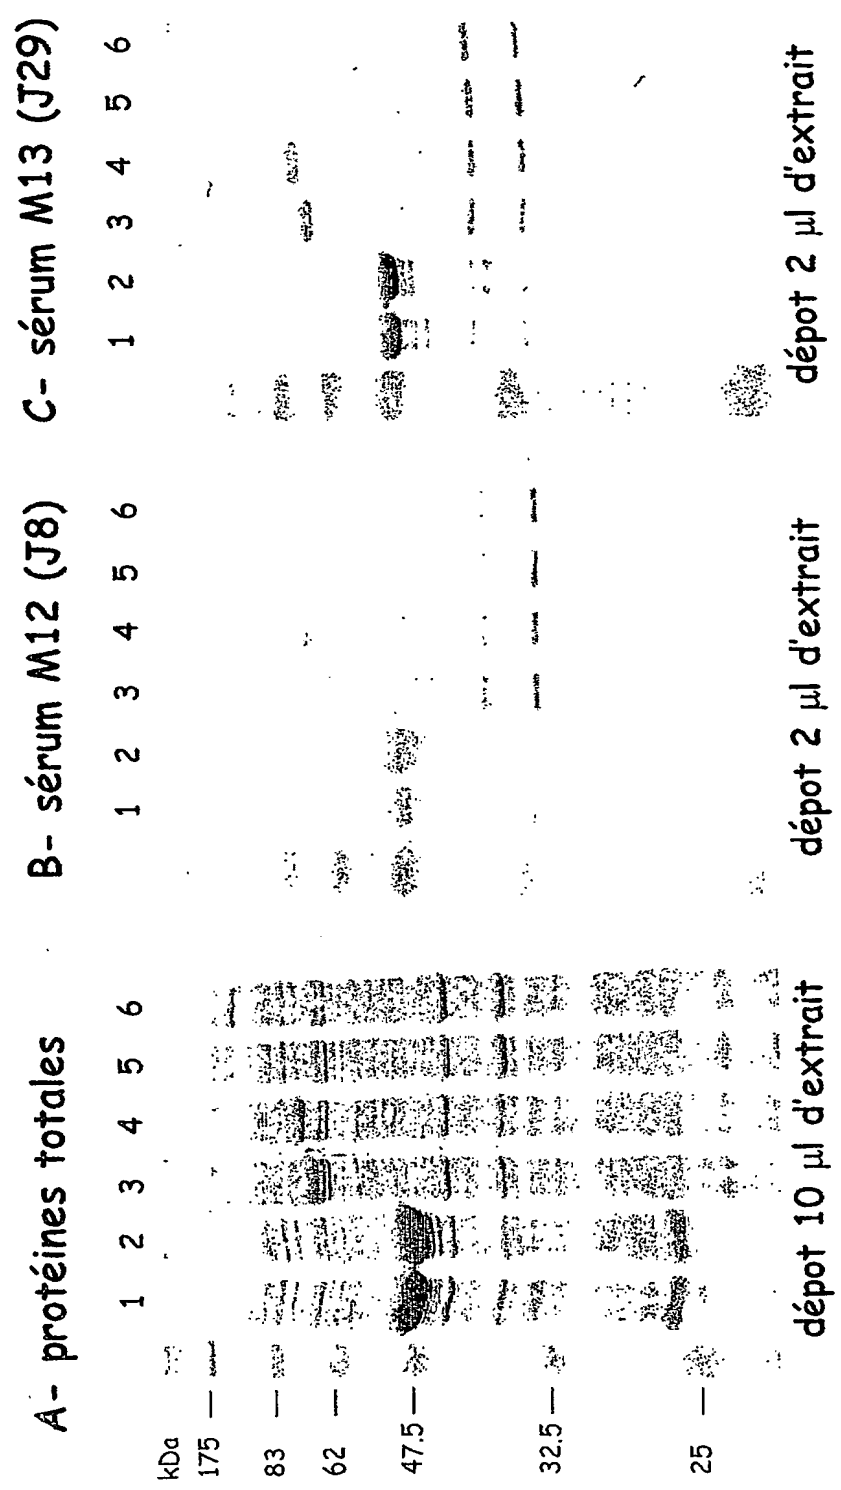 A- protéines totales
B- sérum M12 (J8)
C- sérum M13 (J29)
1 2 3 4 5 6
1 2 3 4 5 6
1 2 3 4 5 6
kDa
175
83
62
47.5
32.5
25
dépot 10 µl d'extrait
dépot 2 µl d'extrait
dépot 2 µl d'extrait